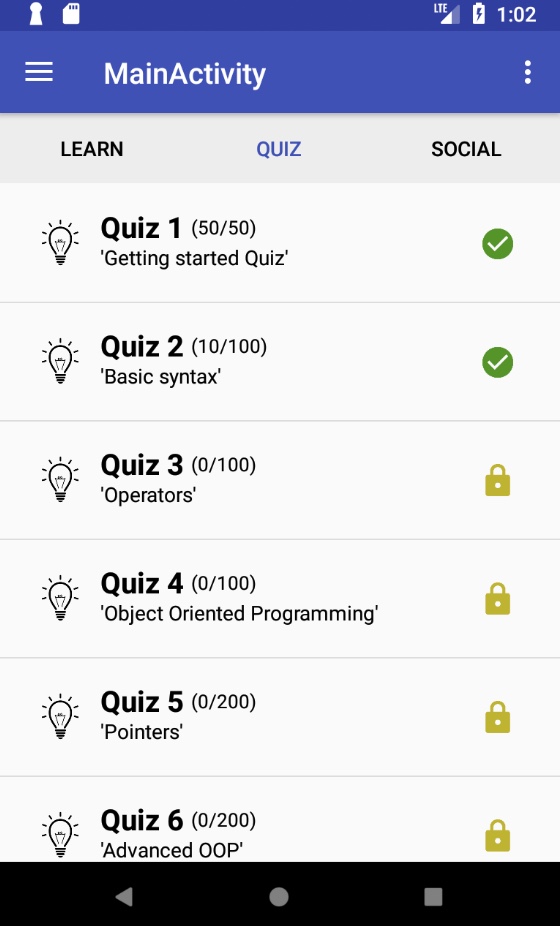 LTE 1:02
MainActivity
LEARN QUIZ SOCIAL
Quiz 1 (50/50)
'Getting started Quiz'
Quiz 2 (10/100)
'Basic syntax'
Quiz 3 (0/100)
'Operators'
Quiz 4 (0/100)
'Object Oriented Programming'
Quiz 5 (0/200)
'Pointers'
Quiz 6 (0/200)
'Advanced OOP'